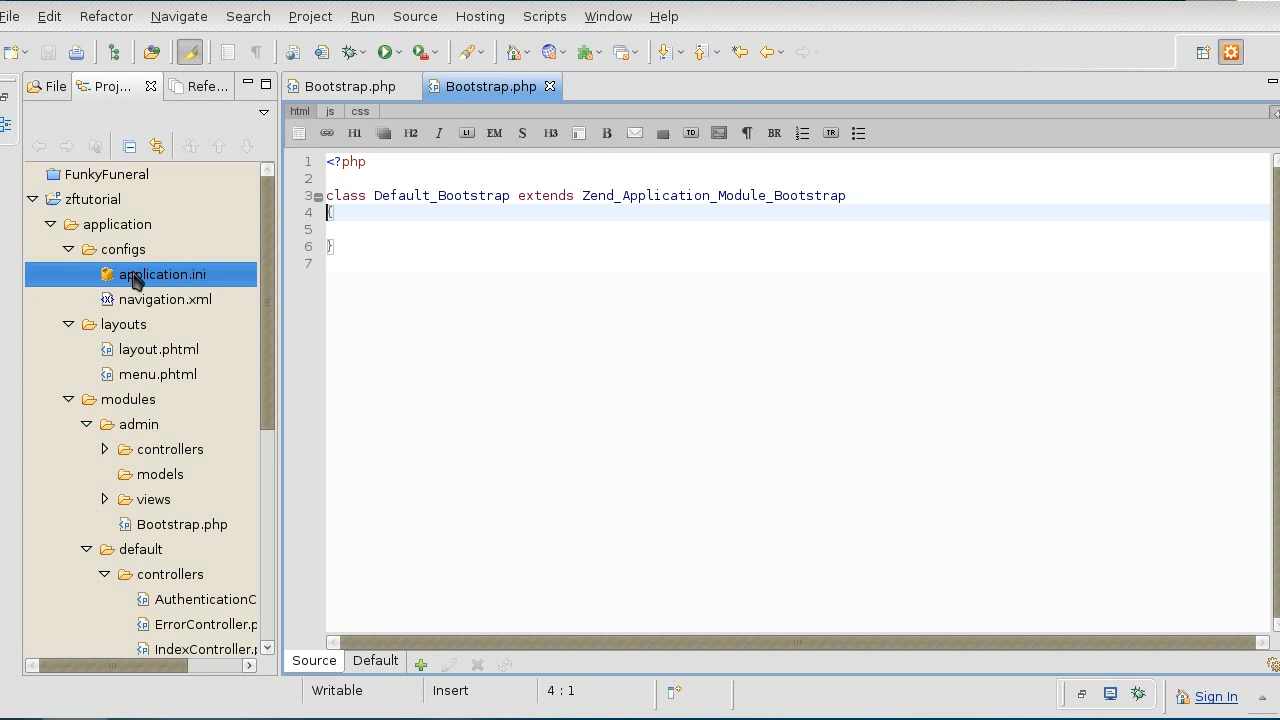 File Edit Refactor Navigate Search Project Run Source Hosting Scripts Window Help
File Proj... Refe... Bootstrap.php Bootstrap.php
html js css
H1 H2 I LI EM S H3 B TD ¶ BR TR
FunkyFuneral
zftutorial
application
configs
application.ini
navigation.xml
layouts
layout.phtml
menu.phtml
modules
admin
controllers
models
views
Bootstrap.php
default
controllers
AuthenticationC
ErrorController.p
IndexController.p
1 <?php
2
3 class Default_Bootstrap extends Zend_Application_Module_Bootstrap
4 {
5
6 }
7
Source Default
Writable Insert 4 : 1 Sign In